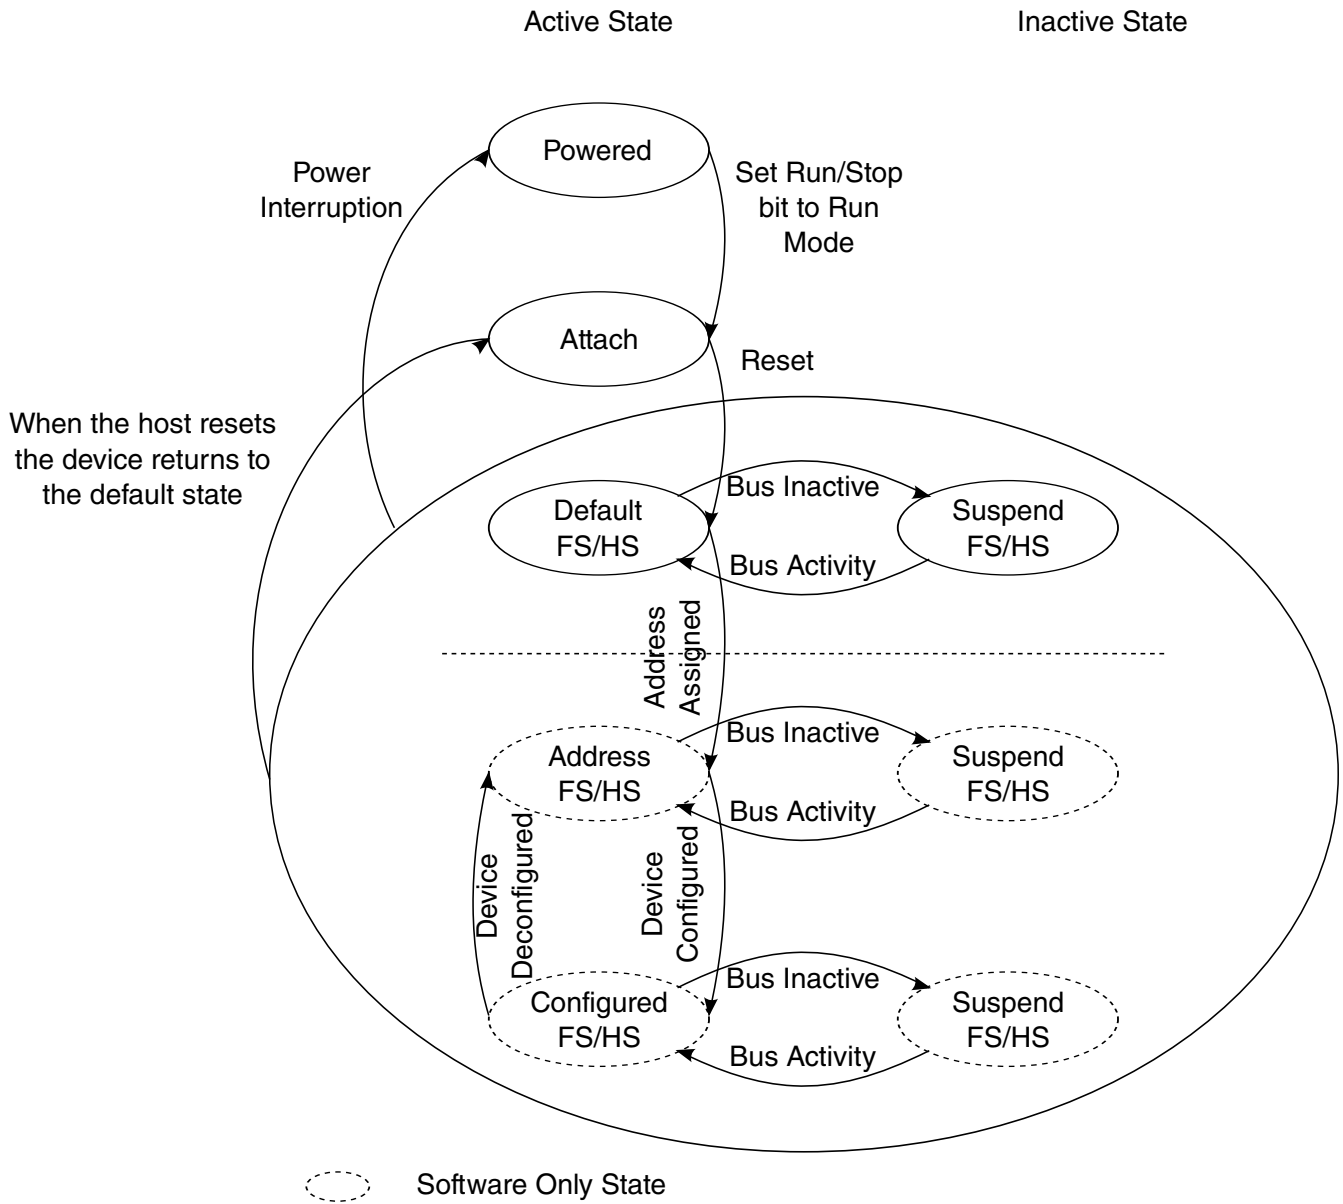 Active State
Inactive State
Powered
Power
Interruption
Set Run/Stop
bit to Run
Mode
Attach
Reset
When the host resets
the device returns to
the default state
Default
FS/HS
Bus Inactive
Bus Activity
Suspend
FS/HS
Address
Assigned
Address
FS/HS
Bus Inactive
Bus Activity
Suspend
FS/HS
Device
Deconfigured
Device
Configured
Configured
FS/HS
Bus Inactive
Bus Activity
Suspend
FS/HS
Software Only State